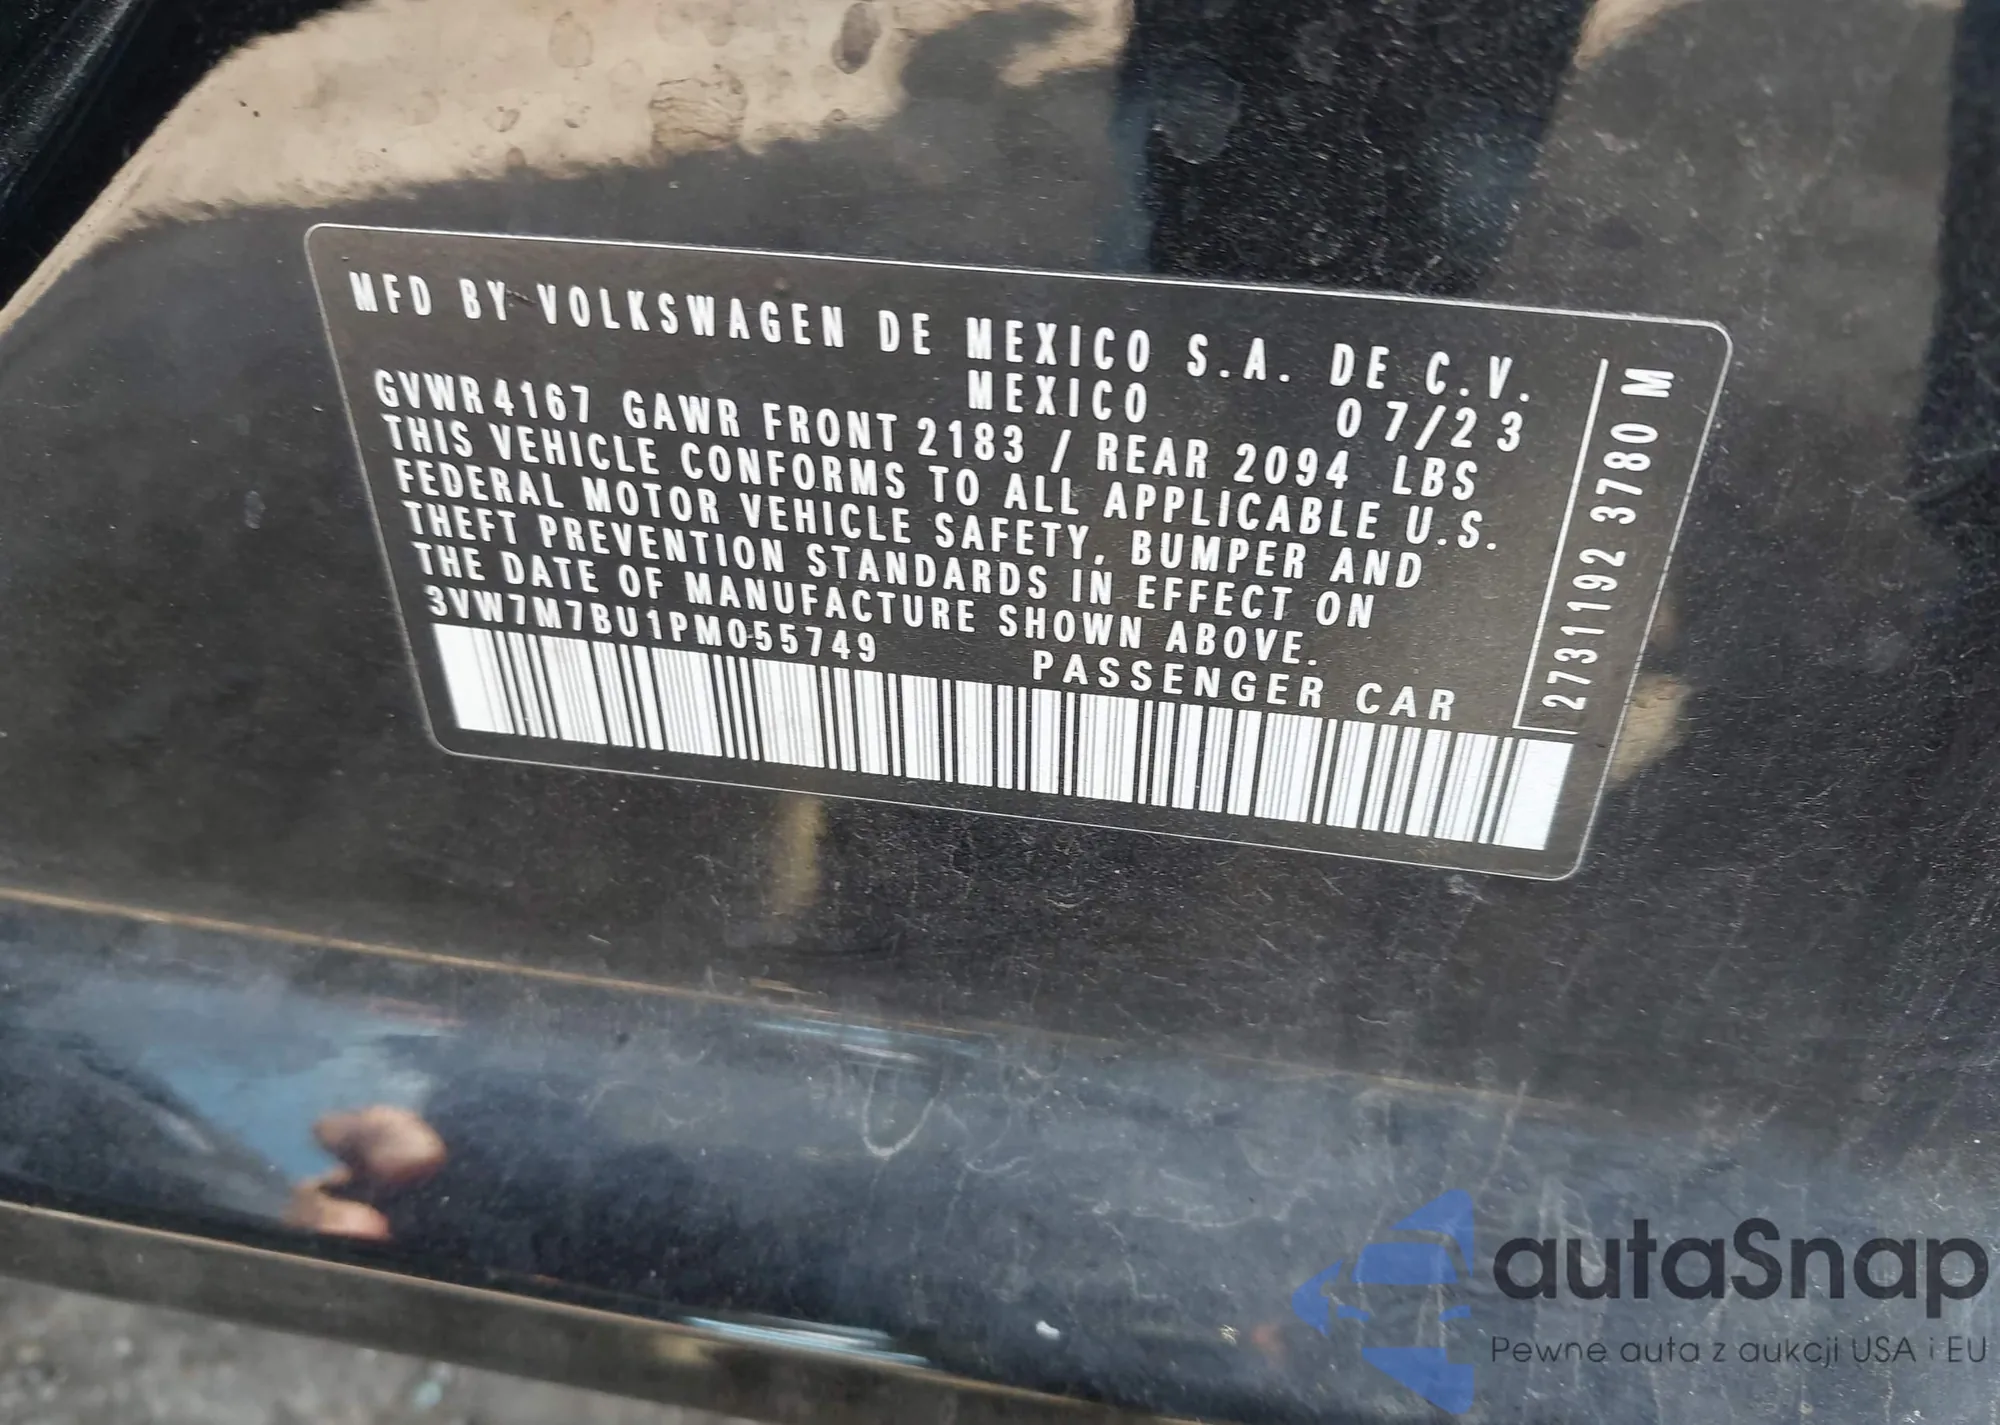 MFD BY VOLKSWAGEN DE MEXICO S.A. DE C.V.
MEXICO 07/23
GVWR 4167 GAWR FRONT 2183 / REAR 2094 LBS
THIS VEHICLE CONFORMS TO ALL APPLICABLE U.S.
FEDERAL MOTOR VEHICLE SAFETY, BUMPER AND
THEFT PREVENTION STANDARDS IN EFFECT ON
THE DATE OF MANUFACTURE SHOWN ABOVE.
3VW7M7BU1PM055749 PASSENGER CAR
2731192 3780 M
autaSnap
Pewne auta z aukcji USA i EU